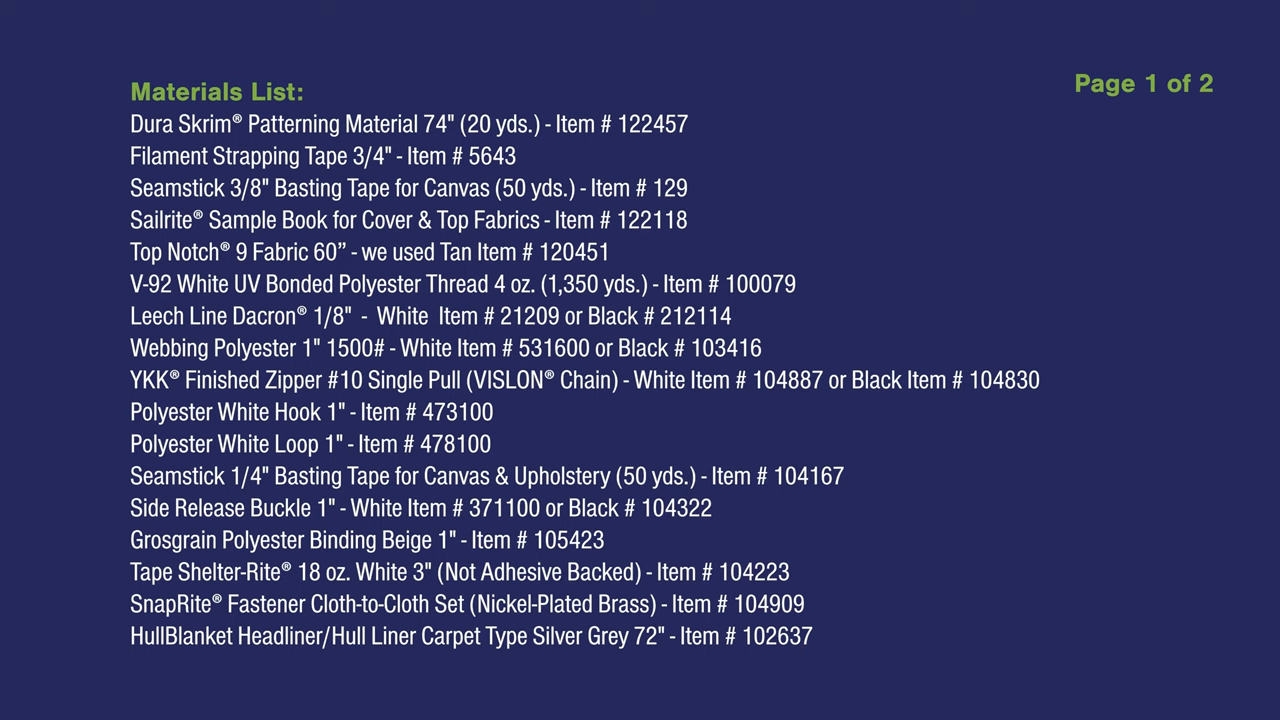 Materials List:
Page 1 of 2
Dura Skrim® Patterning Material 74" (20 yds.) - Item # 122457
Filament Strapping Tape 3/4" - Item # 5643
Seamstick 3/8" Basting Tape for Canvas (50 yds.) - Item # 129
Sailrite® Sample Book for Cover & Top Fabrics - Item # 122118
Top Notch® 9 Fabric 60” - we used Tan Item # 120451
V-92 White UV Bonded Polyester Thread 4 oz. (1,350 yds.) - Item # 100079
Leech Line Dacron® 1/8" - White Item # 21209 or Black # 212114
Webbing Polyester 1" 1500# - White Item # 531600 or Black # 103416
YKK® Finished Zipper #10 Single Pull (VISLON® Chain) - White Item # 104887 or Black Item # 104830
Polyester White Hook 1" - Item # 473100
Polyester White Loop 1" - Item # 478100
Seamstick 1/4" Basting Tape for Canvas & Upholstery (50 yds.) - Item # 104167
Side Release Buckle 1" - White Item # 371100 or Black # 104322
Grosgrain Polyester Binding Beige 1" - Item # 105423
Tape Shelter-Rite® 18 oz. White 3" (Not Adhesive Backed) - Item # 104223
SnapRite® Fastener Cloth-to-Cloth Set (Nickel-Plated Brass) - Item # 104909
HullBlanket Headliner/Hull Liner Carpet Type Silver Grey 72" - Item # 102637